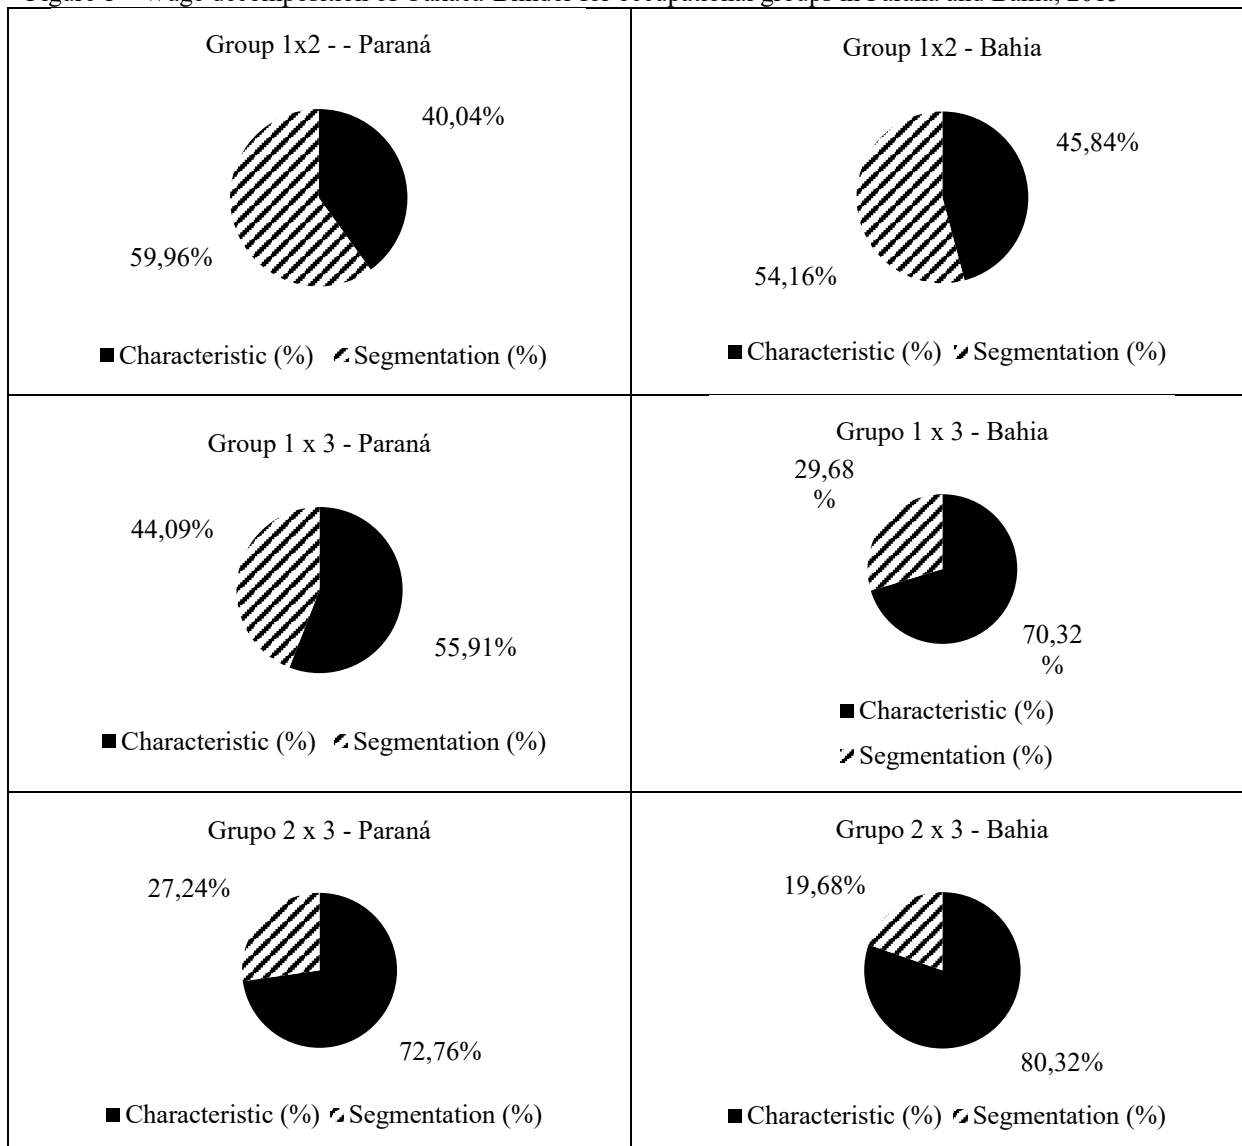 Group 1x2 - - Paraná
40,04%
59,96%
Characteristic (%) Segmentation (%)
Group 1x2 - Bahia
45,84%
54,16%
Characteristic (%) Segmentation (%)
Group 1 x 3 - Paraná
44,09%
55,91%
Characteristic (%) Segmentation (%)
Grupo 1 x 3 - Bahia
29,68
%
70,32
%
Characteristic (%)
Segmentation (%)
Grupo 2 x 3 - Paraná
27,24%
72,76%
Characteristic (%) Segmentation (%)
Grupo 2 x 3 - Bahia
19,68%
80,32%
Characteristic (%) Segmentation (%)